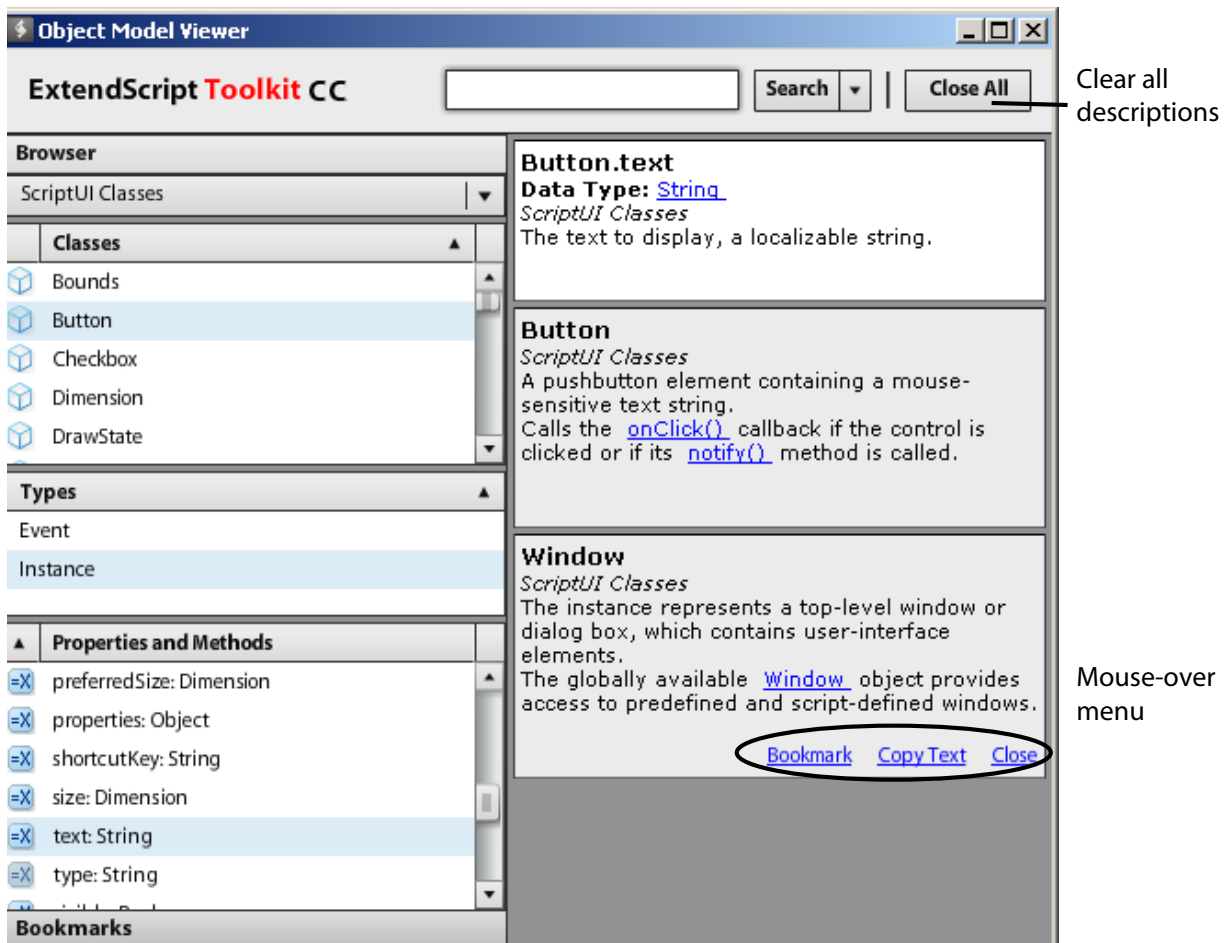 Object Model Viewer
ExtendScript Toolkit CC
Search
Close All
Clear all
descriptions
Browser
ScriptUI Classes
Classes
Bounds
Button
Checkbox
Dimension
DrawState
Types
Event
Instance
Properties and Methods
preferredSize: Dimension
properties: Object
shortcutKey: String
size: Dimension
text: String
type: String
Bookmarks
Button.text
Data Type: String
ScriptUI Classes
The text to display, a localizable string.
Button
ScriptUI Classes
A pushbutton element containing a mouse-
sensitive text string.
Calls the onClick() callback if the control is
clicked or if its notify() method is called.
Window
ScriptUI Classes
The instance represents a top-level window or
dialog box, which contains user-interface
elements.
The globally available Window object provides
access to predefined and script-defined windows.
Bookmark Copy Text Close
Mouse-over
menu